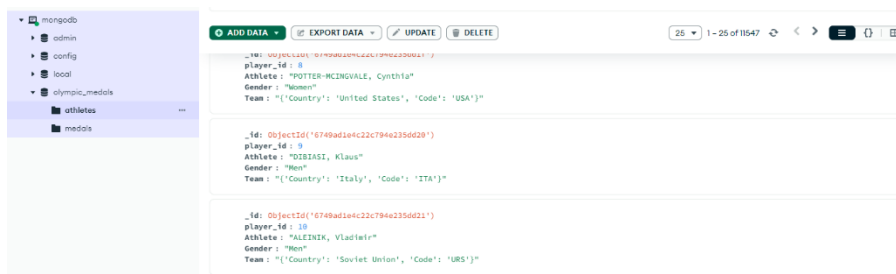 mongodb
admin
config
local
olympic_medals
athletes
medals
ADD DATA EXPORT DATA UPDATE DELETE 25 1 – 25 of 11547
_id: ObjectId('6749ad1e4c22c794e235dd1f')
player_id : 8
Athlete : "POTTER-MCINGVALE, Cynthia"
Gender : "Women"
Team : "{'Country': 'United States', 'Code': 'USA'}"
_id: ObjectId('6749ad1e4c22c794e235dd20')
player_id : 9
Athlete : "DIBIASI, Klaus"
Gender : "Men"
Team : "{'Country': 'Italy', 'Code': 'ITA'}"
_id: ObjectId('6749ad1e4c22c794e235dd21')
player_id : 10
Athlete : "ALEINIK, Vladimir"
Gender : "Men"
Team : "{'Country': 'Soviet Union', 'Code': 'URS'}"